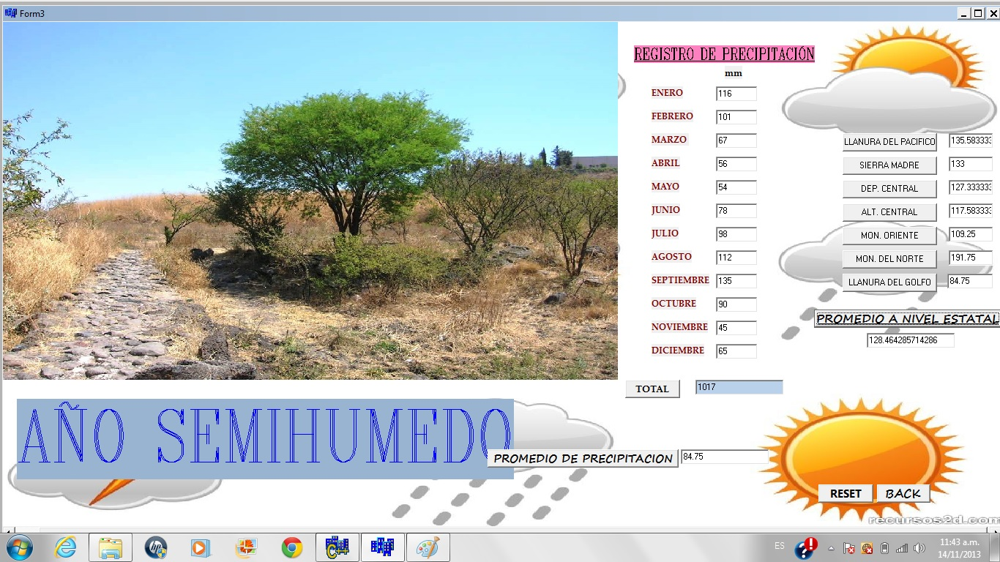 Form3
REGISTRO DE PRECIPITACIÓN
mm
ENERO 116
FEBRERO 101
MARZO 67
ABRIL 56
MAYO 54
JUNIO 78
JULIO 98
AGOSTO 112
SEPTIEMBRE 135
OCTUBRE 90
NOVIEMBRE 45
DICIEMBRE 65
TOTAL 1017
LLANURA DEL PACIFICO 135.583333
SIERRA MADRE 133
DEP. CENTRAL 127.333333
ALT. CENTRAL 117.583333
MON. ORIENTE 109.25
MON. DEL NORTE 191.75
LLANURA DEL GOLFO 84.75
PROMEDIO A NIVEL ESTATAL
128.464285714286
AÑO SEMIHUMEDO
PROMEDIO DE PRECIPITACION 84.75
RESET BACK
recursos2d.com
ES
11:43 a.m.
14/11/2013